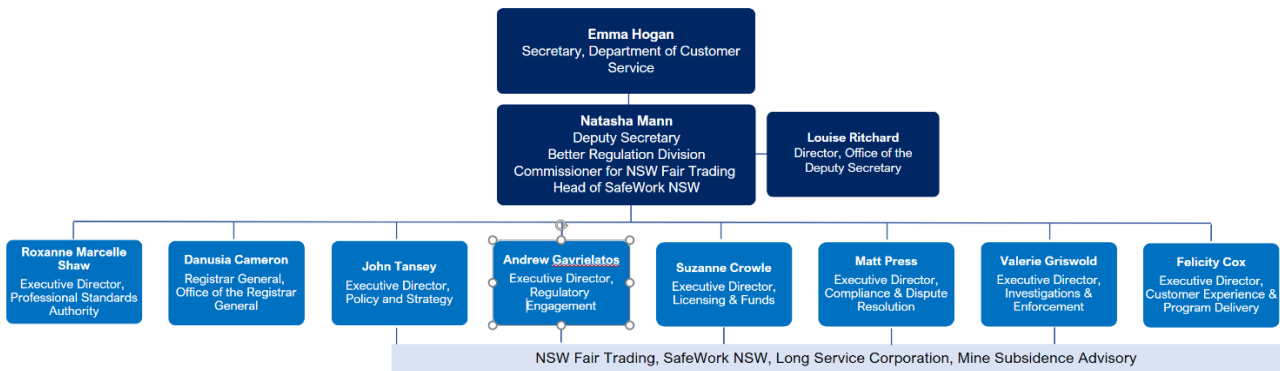 Emma Hogan
Secretary, Department of Customer
Service
Natasha Mann
Deputy Secretary
Better Regulation Division
Commissioner for NSW Fair Trading
Head of SafeWork NSW
Louise Ritchard
Director, Office of the
Deputy Secretary
Roxanne Marcelle
Shaw
Executive Director,
Professional Standards
Authority
Danusia Cameron
Registrar General,
Office of the Registrar
General
John Tansey
Executive Director,
Policy and Strategy
Andrew Gavrielatos
Executive Director,
Regulatory
Engagement
Suzanne Crowle
Executive Director,
Licensing & Funds
Matt Press
Executive Director,
Compliance & Dispute
Resolution
Valerie Griswold
Executive Director,
Investigations &
Enforcement
Felicity Cox
Executive Director,
Customer Experience &
Program Delivery
NSW Fair Trading, SafeWork NSW, Long Service Corporation, Mine Subsidence Advisory